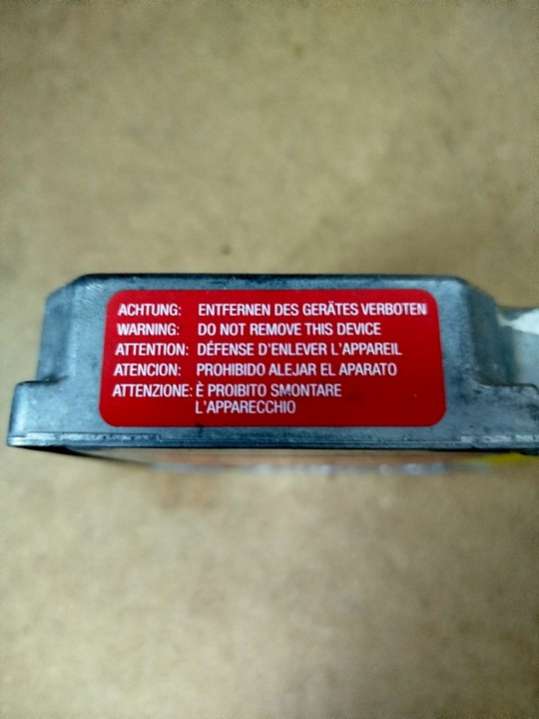 ACHTUNG: ENTFERNEN DES GERÄTES VERBOTEN
WARNING: DO NOT REMOVE THIS DEVICE
ATTENTION: DÉFENSE D'ENLEVER L'APPAREIL
ATENCION: PROHIBIDO ALEJAR EL APARATO
ATTENZIONE: È PROIBITO SMONTARE
L'APPARECCHIO